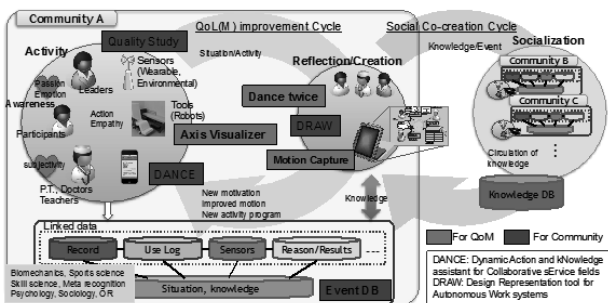 Community A
QoL(M) improvement Cycle
Social Co-creation Cycle
Activity
Quality Study
Situation/Activity
Reflection/Creation
Knowledge/Event
Socialization
Sensors
(Wearable,
Environmental)
Passion
Emotion
Leaders
Awareness
Action
Empathy
Tools
(Robots)
Participants
Axis Visualizer
Dance twice
DRAW
Motion Capture
Community B
Community C
subjectivity
DANCE
P.T., Doctors
Teachers
New motivation
Improved motion
New activity program
Knowledge
Circulation of
knowledge
Knowledge DB
Linked data
Record
Use Log
Sensors
Reason/Results
Situation, knowledge
Event DB
Biomechanics, Sports science
Skill science, Meta recognition
Psychology, Sociology, OR
For QoM
For Community
DANCE: DynamicAction and kNowledge
assistant for Collaborative sErvice fields
DRAW: Design Representation tool for
Autonomous Work systems